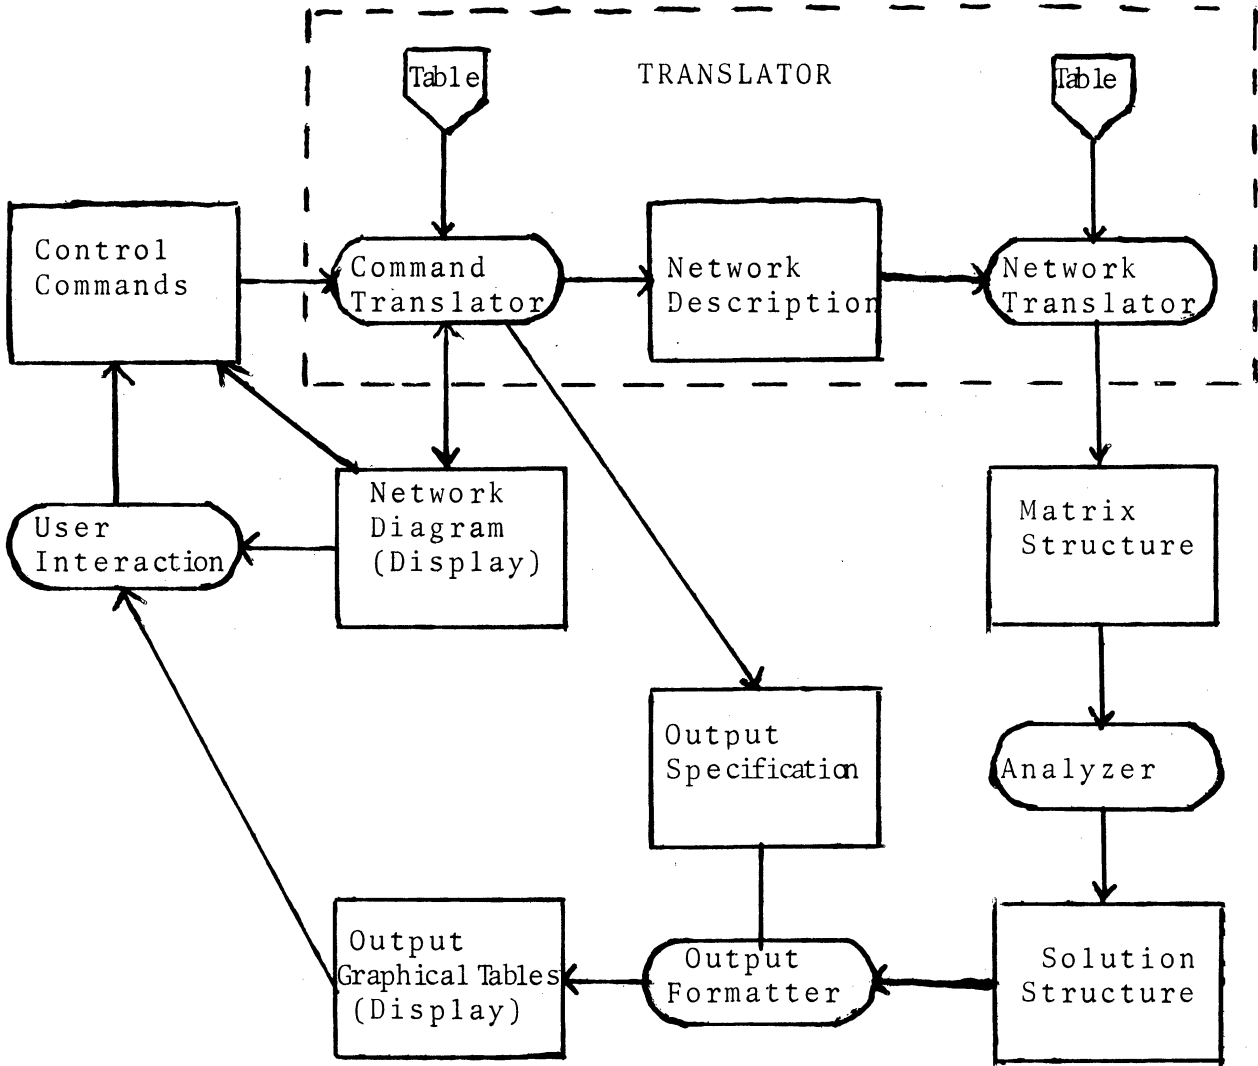 Table
TRANSLATOR
Table
Control
Commands
Command
Translator
Network
Description
Network
Translator
Network
Diagram
(Display)
User
Interaction
Matrix
Structure
Output
Specification
Analyzer
Output
Graphical Tables
(Display)
Output
Formatter
Solution
Structure